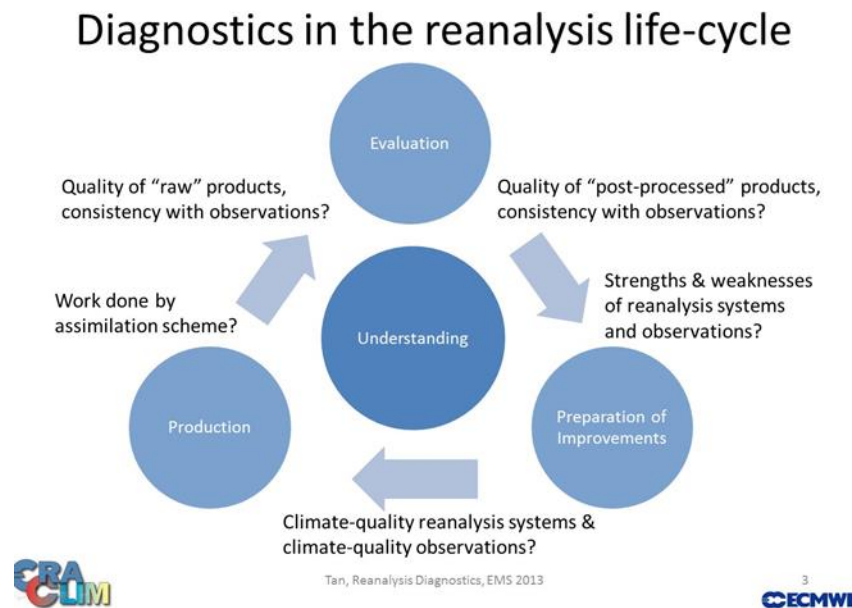 Diagnostics in the reanalysis life-cycle
Evaluation
Quality of “raw” products,
consistency with observations?
Quality of “post-processed” products,
consistency with observations?
Work done by
assimilation scheme?
Understanding
Strengths & weaknesses
of reanalysis systems
and observations?
Production
Preparation of
Improvements
Climate-quality reanalysis systems &
climate-quality observations?
ERA
CLIM
Tan, Reanalysis Diagnostics, EMS 2013
3
ECMWF